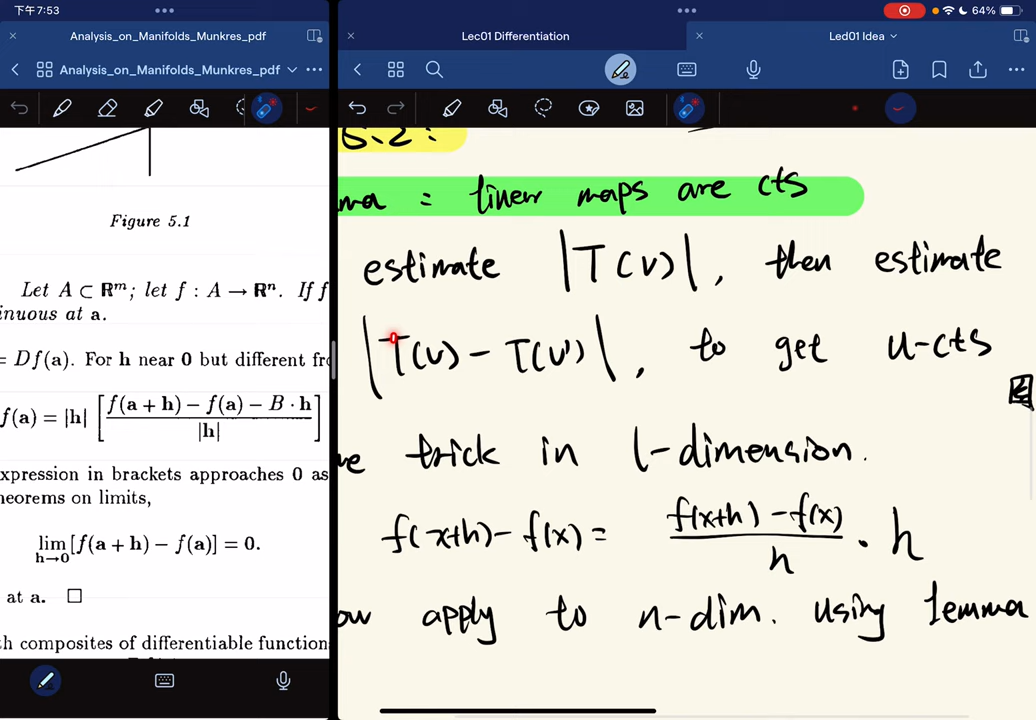 下午7:53
64%
Analysis_on_Manifolds_Munkres_pdf
Analysis_on_Manifolds_Munkres_pdf
Figure 5.1
Let A ⊂ R^m; let f : A → R^n. If f
inuous at a.
= Df(a). For h near 0 but different fr
f(a) = |h| [ f(a + h) − f(a) − B · h / |h| ]
xpression in brackets approaches 0 as
heorems on limits,
lim h→0 [f(a + h) − f(a)] = 0.
at a. □
th composites of differentiable function
Lec01 Differentiation
Led01 Idea
5.2:
ma = linear maps are cts
estimate |T(v)|, then estimate
|T(v) − T(v')|, to get u-cts
ve trick in 1-dimension.
f(x+h) − f(x) = f(x+h) − f(x) / h · h
ow apply to n-dim. using lemma